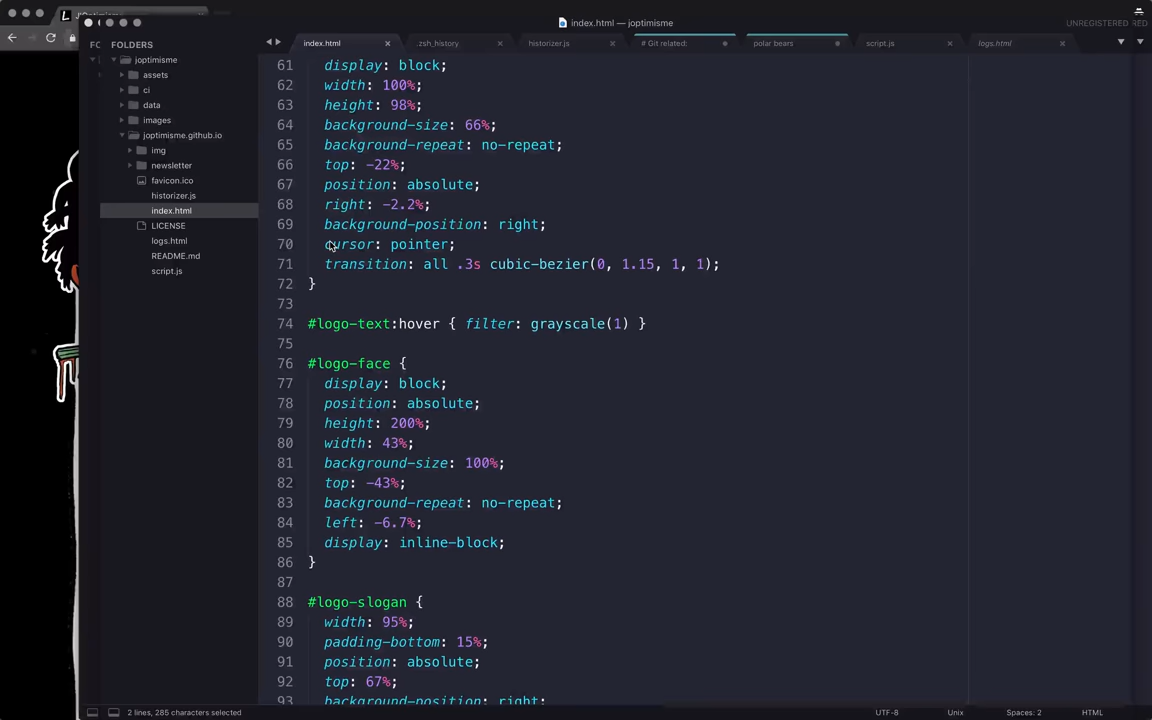 index.html — joptimisme
UNREGISTERED RED
FOLDERS
joptimisme
assets
ci
data
images
joptimisme.github.io
img
newsletter
favicon.ico
historizer.js
index.html
LICENSE
logs.html
README.md
script.js
index.html
.zsh_history
historizer.js
# Git related:
polar bears
script.js
logs.html
61 display: block;
62 width: 100%;
63 height: 98%;
64 background-size: 66%;
65 background-repeat: no-repeat;
66 top: -22%;
67 position: absolute;
68 right: -2.2%;
69 background-position: right;
70 cursor: pointer;
71 transition: all .3s cubic-bezier(0, 1.15, 1, 1);
72 }
73
74 #logo-text:hover { filter: grayscale(1) }
75
76 #logo-face {
77 display: block;
78 position: absolute;
79 height: 200%;
80 width: 43%;
81 background-size: 100%;
82 top: -43%;
83 background-repeat: no-repeat;
84 left: -6.7%;
85 display: inline-block;
86 }
87
88 #logo-slogan {
89 width: 95%;
90 padding-bottom: 15%;
91 position: absolute;
92 top: 67%;
93 background-position: right;
2 lines, 285 characters selected
UTF-8
Unix
Spaces: 2
HTML